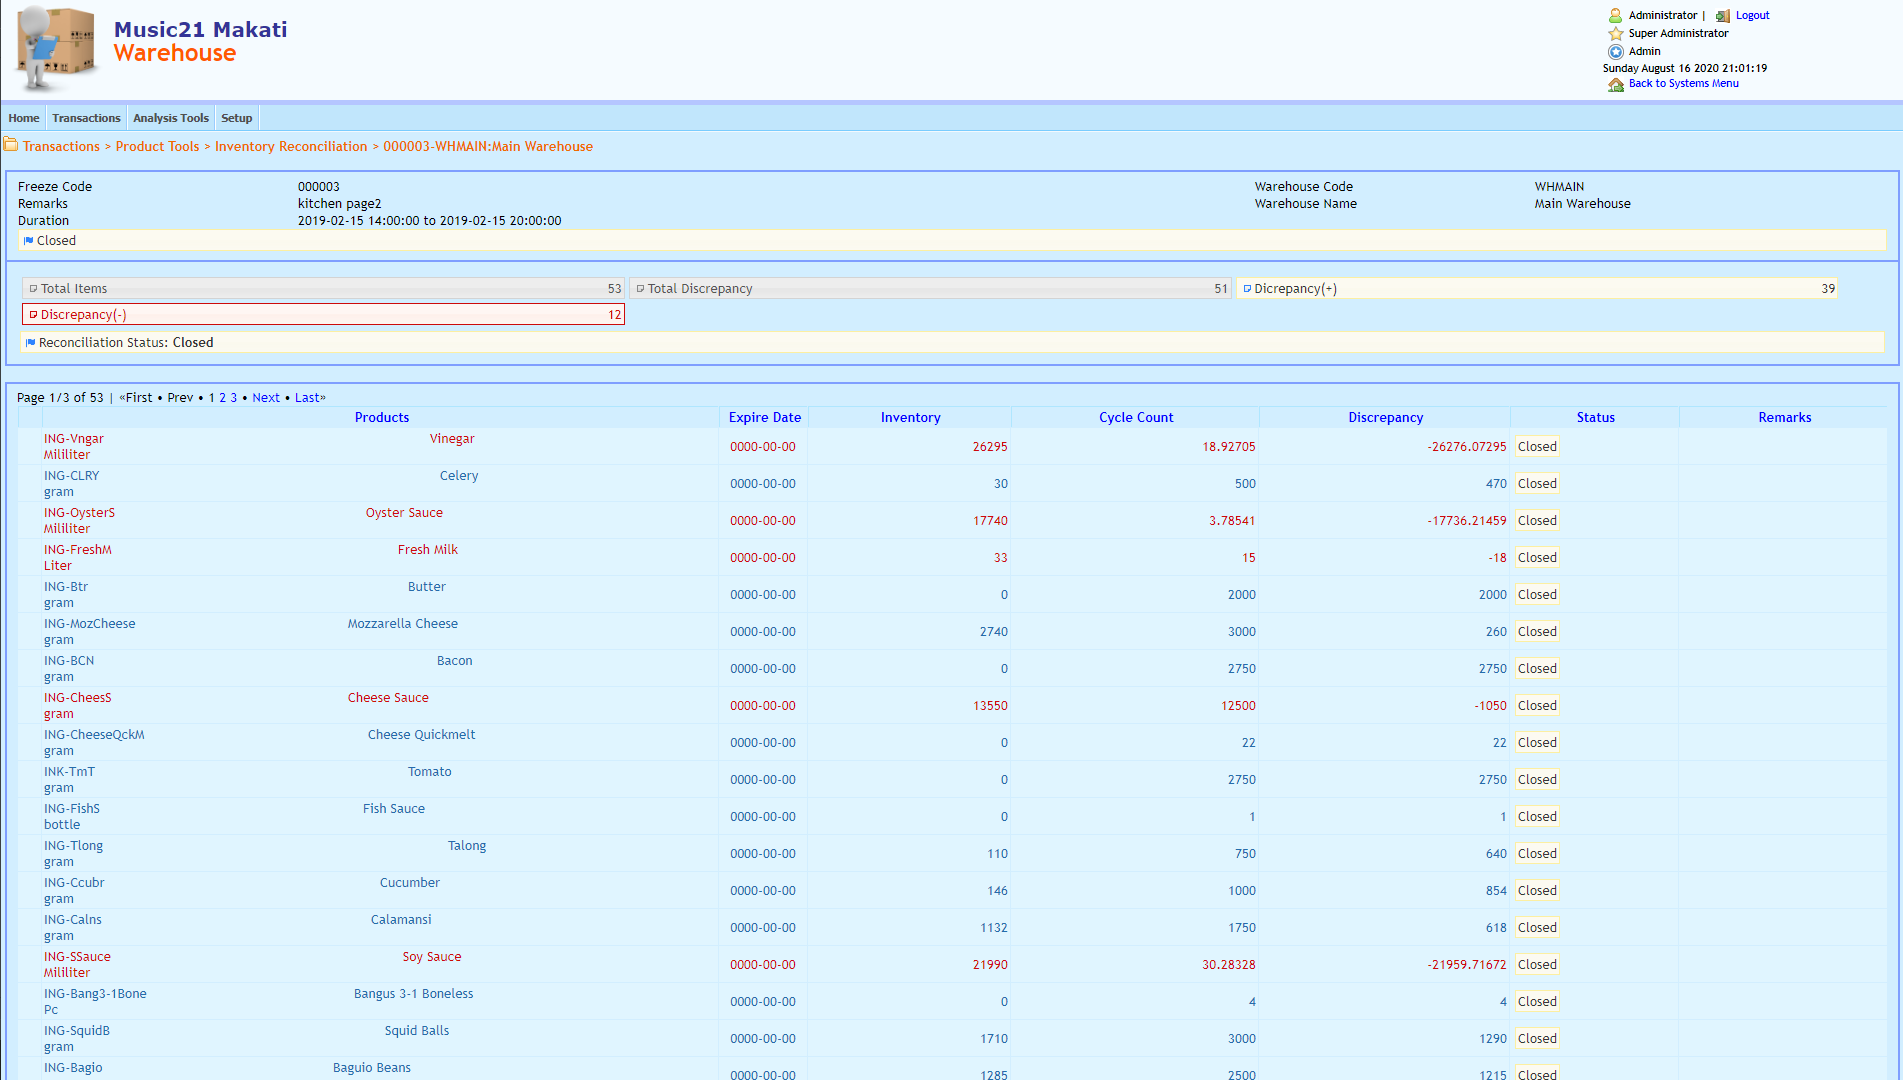 Music21 Makati
Warehouse
Administrator | Logout
Super Administrator
Admin
Sunday August 16 2020 21:01:19
Back to Systems Menu
Home Transactions Analysis Tools Setup
Transactions > Product Tools > Inventory Reconciliation > 000003-WHMAIN:Main Warehouse
Freeze Code 000003 Warehouse Code WHMAIN
Remarks kitchen page2 Warehouse Name Main Warehouse
Duration 2019-02-15 14:00:00 to 2019-02-15 20:00:00
Closed
Total Items 53 Total Discrepancy 51 Dicrepancy(+) 39
Discrepancy(-) 12
Reconciliation Status: Closed
Page 1/3 of 53 | «First • Prev • 1 2 3 • Next • Last»
Products Expire Date Inventory Cycle Count Discrepancy Status Remarks
ING-Vngar Vinegar
Mililiter 0000-00-00 26295 18.92705 -26276.07295 Closed
ING-CLRY Celery
gram 0000-00-00 30 500 470 Closed
ING-OysterS Oyster Sauce
Mililiter 0000-00-00 17740 3.78541 -17736.21459 Closed
ING-FreshM Fresh Milk
Liter 0000-00-00 33 15 -18 Closed
ING-Btr Butter
gram 0000-00-00 0 2000 2000 Closed
ING-MozCheese Mozzarella Cheese
gram 0000-00-00 2740 3000 260 Closed
ING-BCN Bacon
gram 0000-00-00 0 2750 2750 Closed
ING-CheesS Cheese Sauce
gram 0000-00-00 13550 12500 -1050 Closed
ING-CheeseQckM Cheese Quickmelt
gram 0000-00-00 0 22 22 Closed
INK-TmT Tomato
gram 0000-00-00 0 2750 2750 Closed
ING-FishS Fish Sauce
bottle 0000-00-00 0 1 1 Closed
ING-Tlong Talong
gram 0000-00-00 110 750 640 Closed
ING-Ccubr Cucumber
gram 0000-00-00 146 1000 854 Closed
ING-Calns Calamansi
gram 0000-00-00 1132 1750 618 Closed
ING-SSauce Soy Sauce
Mililiter 0000-00-00 21990 30.28328 -21959.71672 Closed
ING-Bang3-1Bone Bangus 3-1 Boneless
Pc 0000-00-00 0 4 4 Closed
ING-SquidB Squid Balls
gram 0000-00-00 1710 3000 1290 Closed
ING-Bagio Baguio Beans
0000-00-00 1285 2500 1215 Closed